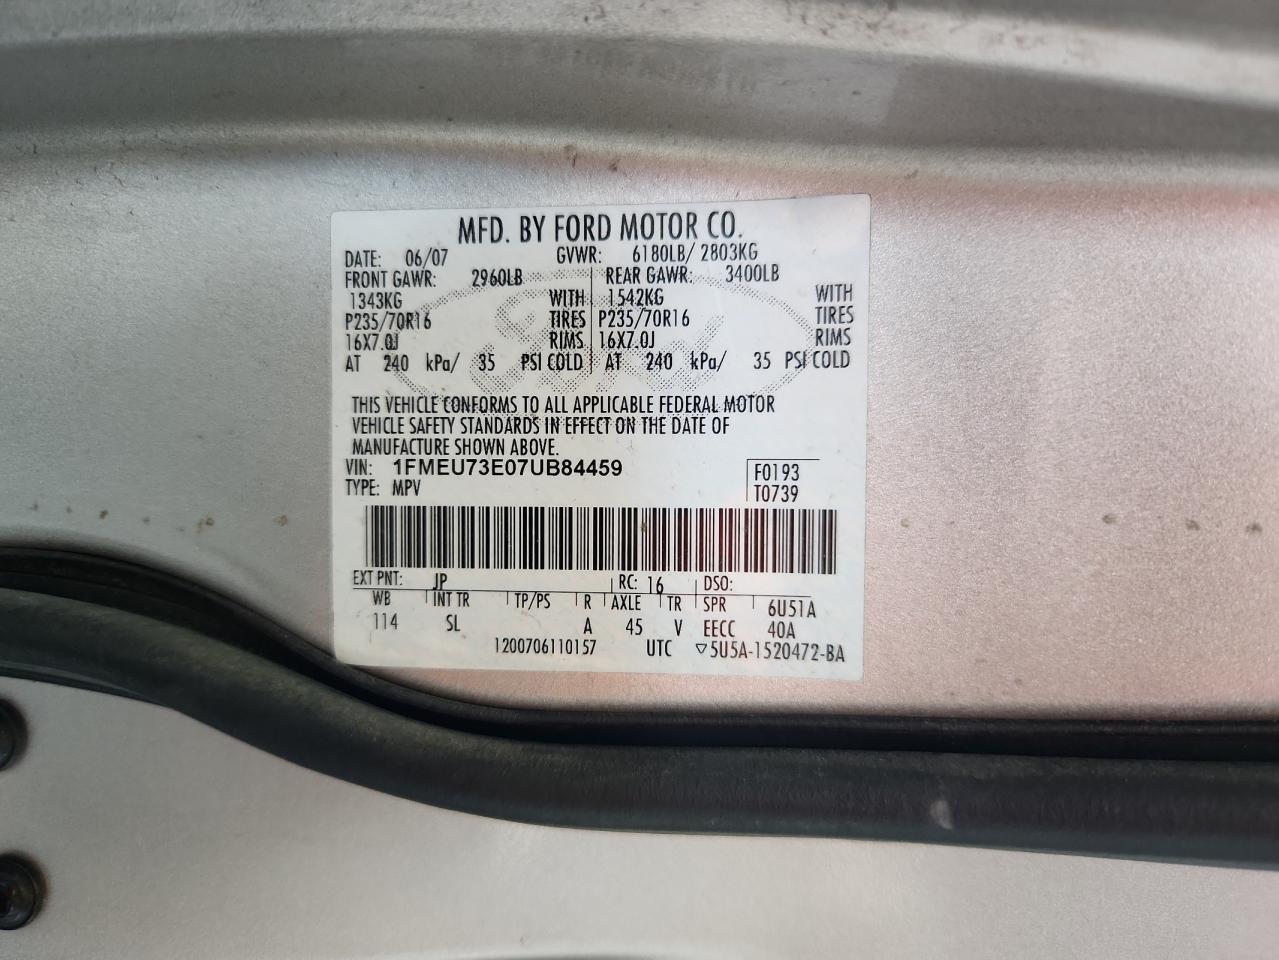 MFD. BY FORD MOTOR CO.
DATE: 06/07 GVWR: 6180LB/ 2803KG
FRONT GAWR: 2960LB REAR GAWR: 3400LB
1343KG WITH 1542KG WITH
P235/70R16 TIRES P235/70R16 TIRES
16X7.0J RIMS 16X7.0J RIMS
AT 240 kPa/ 35 PSI COLD AT 240 kPa/ 35 PSI COLD
THIS VEHICLE CONFORMS TO ALL APPLICABLE FEDERAL MOTOR
VEHICLE SAFETY STANDARDS IN EFFECT ON THE DATE OF
MANUFACTURE SHOWN ABOVE.
VIN: 1FMEU73E07UB84459 F0193
TYPE: MPV T0739
EXT PNT: JP RC: 16 DSO:
WB INT TR TP/PS R AXLE TR SPR 6U51A
114 SL A 45 V EECC 40A
1200706110157 UTC ▽5U5A-1520472-BA